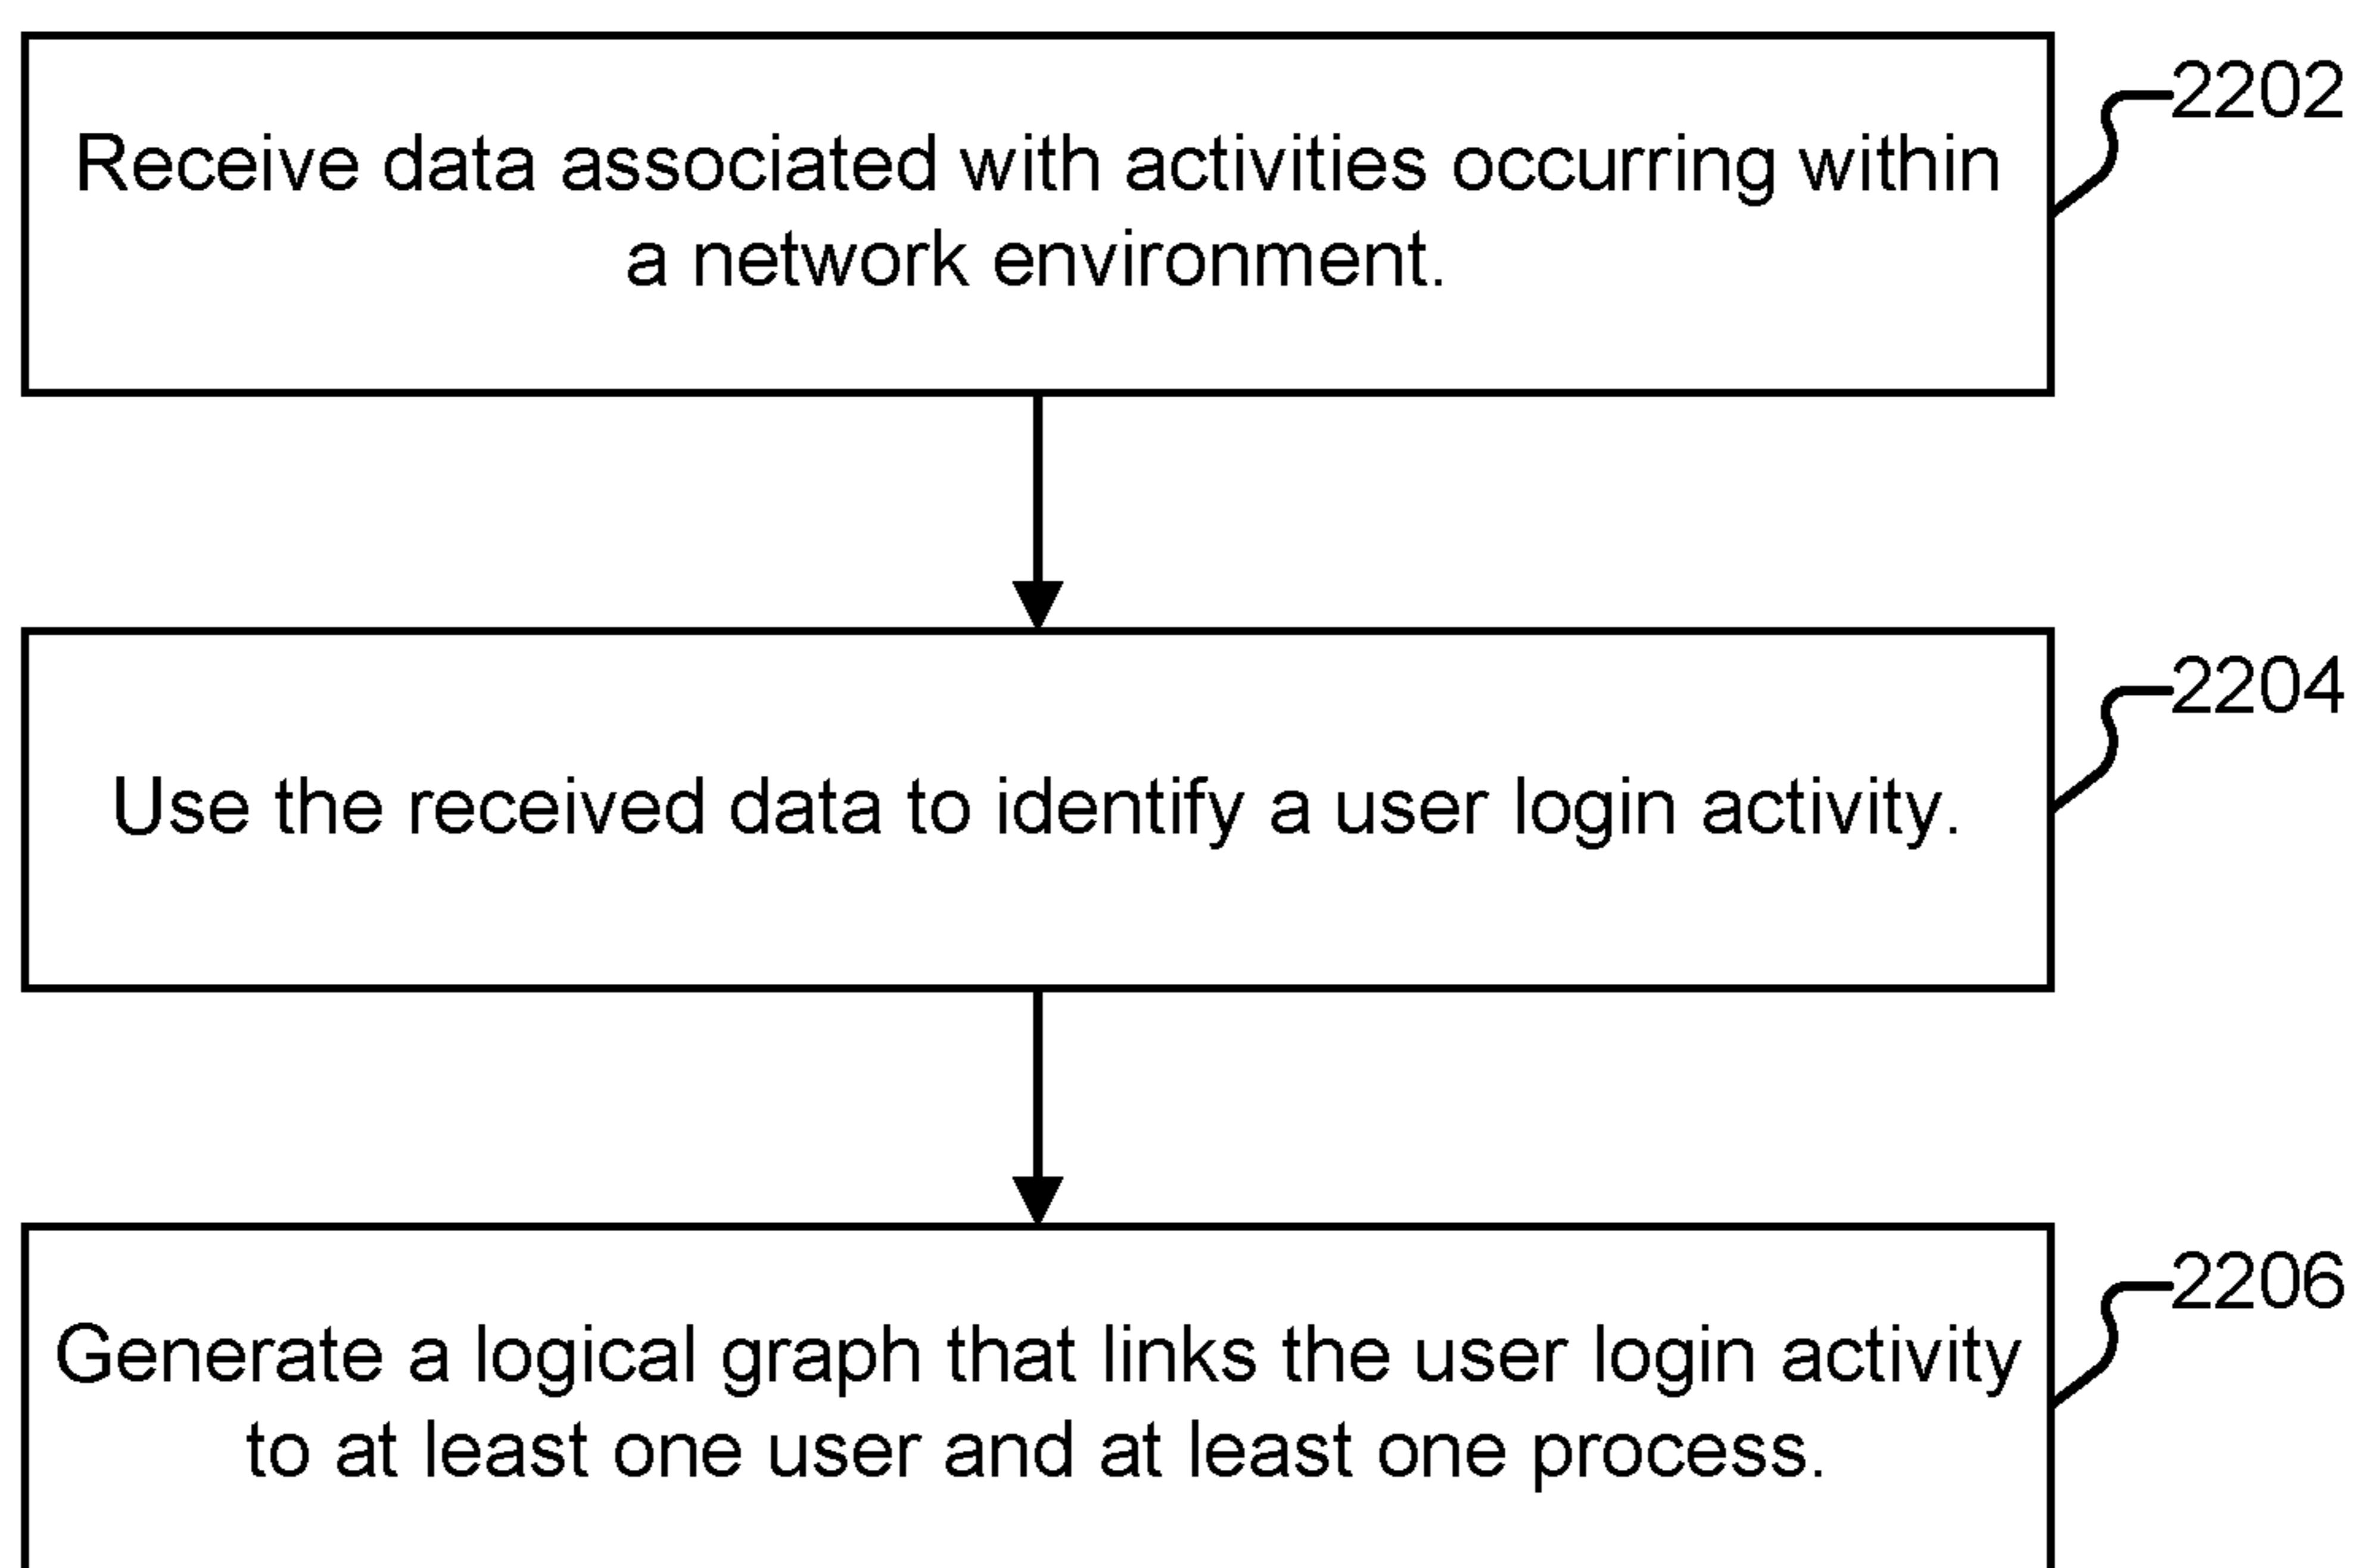 2202
Receive data associated with activities occurring within
a network environment.
2204
Use the received data to identify a user login activity.
2206
Generate a logical graph that links the user login activity
to at least one user and at least one process.